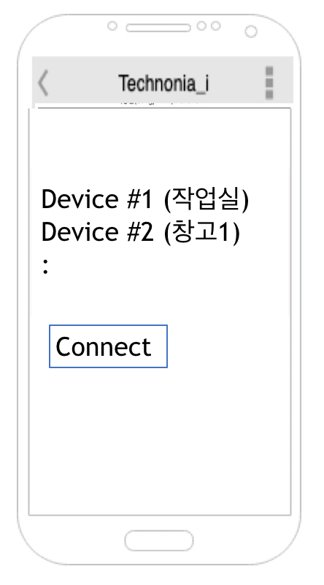 Technonia_i
Device #1 (작업실)
Device #2 (창고1)
:
Connect